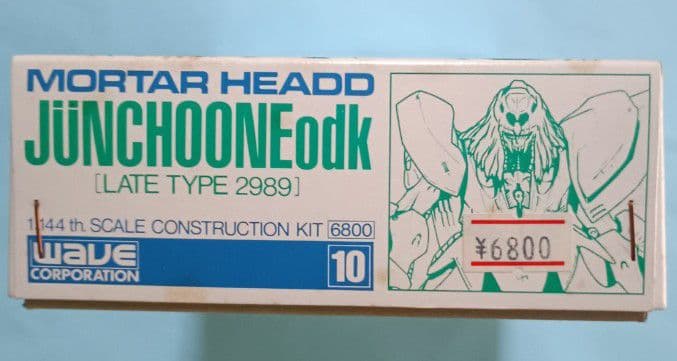 MORTAR HEADD
JüNCHOONEodk
[LATE TYPE 2989]
1/144 th. SCALE CONSTRUCTION KIT 6800
wave
CORPORATION
10
¥6800